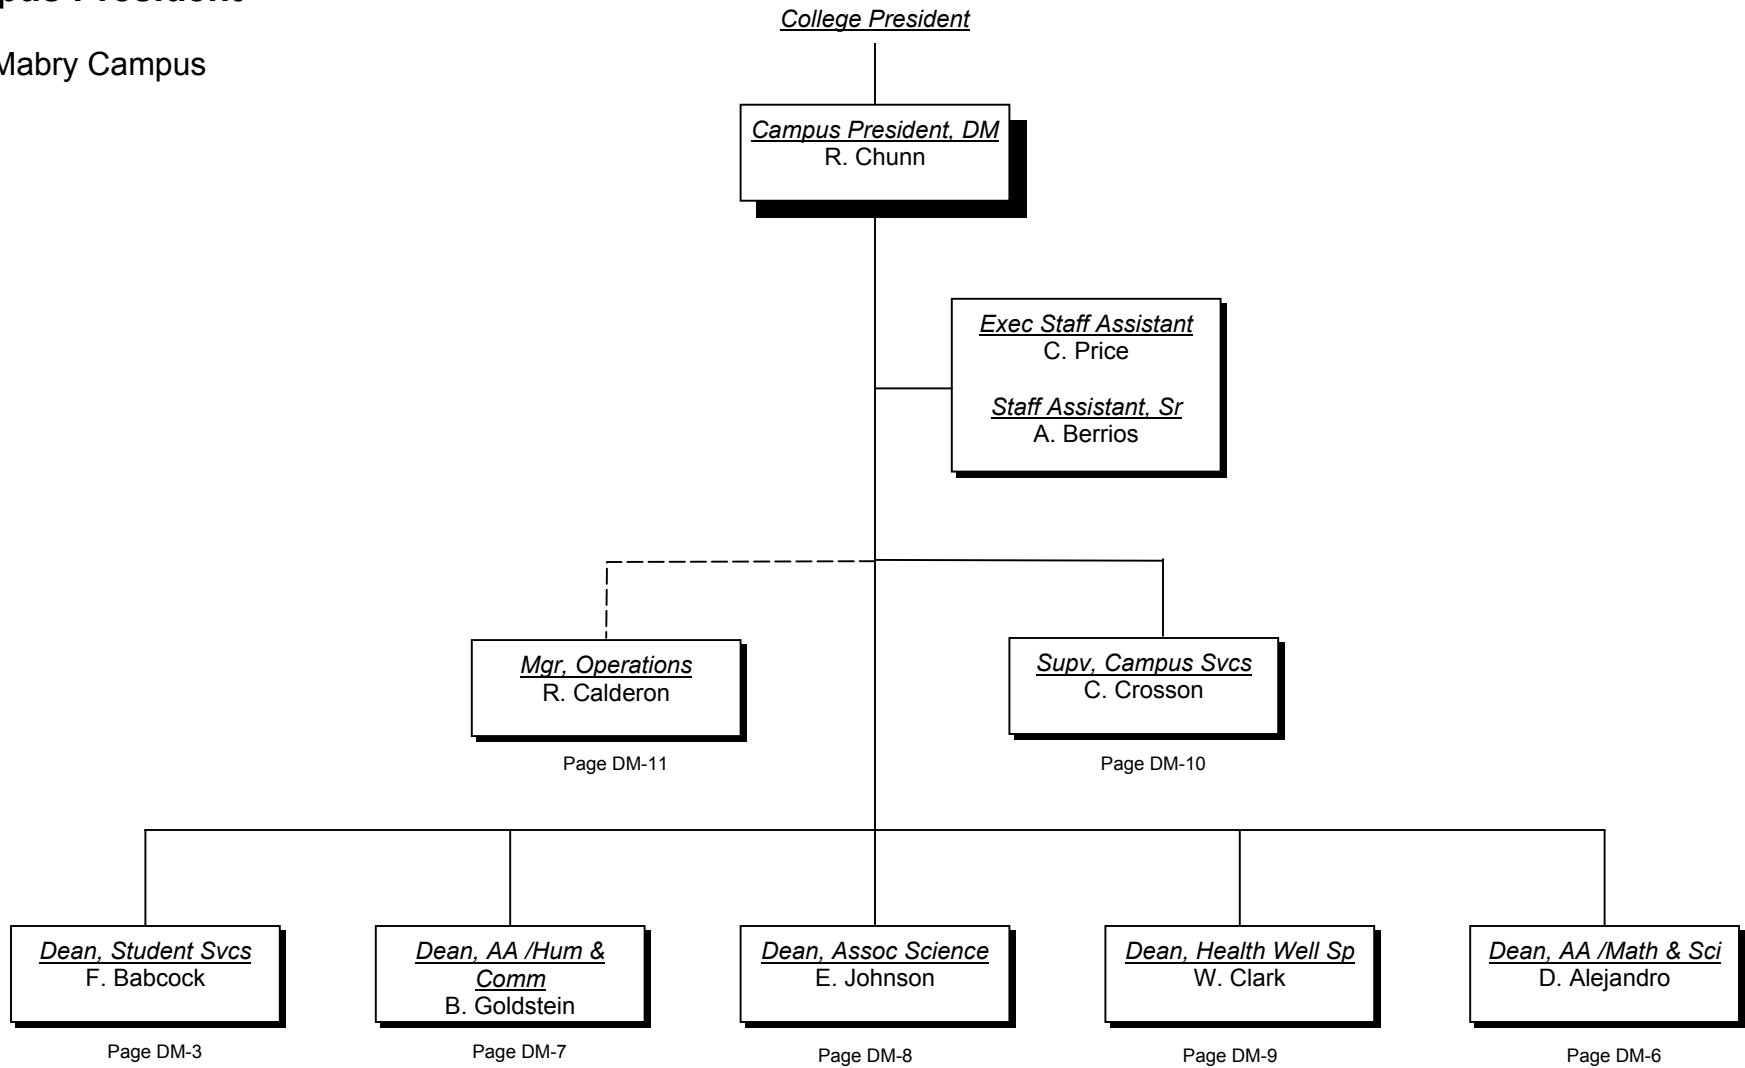 College President
Mabry Campus
Campus President, DM
R. Chunn
Exec Staff Assistant
C. Price
Staff Assistant, Sr
A. Berrios
Mgr, Operations
R. Calderon
Supv, Campus Svcs
C. Crosson
Page DM-11
Page DM-10
Dean, Student Svcs
F. Babcock
Dean, AA /Hum &
Comm
B. Goldstein
Dean, Assoc Science
E. Johnson
Dean, Health Well Sp
W. Clark
Dean, AA /Math & Sci
D. Alejandro
Page DM-3
Page DM-7
Page DM-8
Page DM-9
Page DM-6